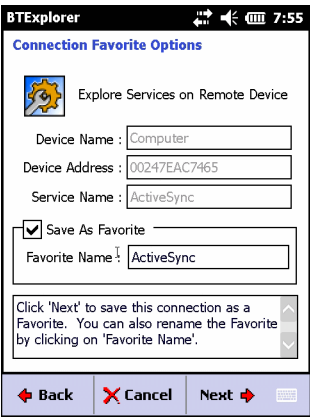 BTExplorer 7:55
Connection Favorite Options
Explore Services on Remote Device
Device Name : Computer
Device Address : 00247EAC7465
Service Name : ActiveSync
Save As Favorite
Favorite Name : ActiveSync
Click 'Next' to save this connection as a
Favorite. You can also rename the Favorite
by clicking on 'Favorite Name'.
Back Cancel Next